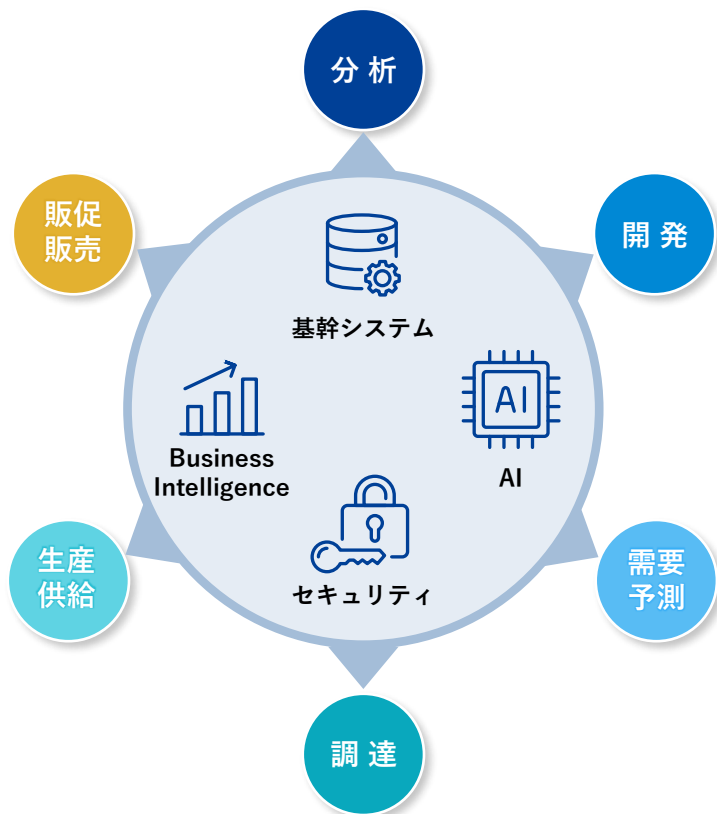 分析
販促
販売
開発
基幹システム
AI
Business
Intelligence
AI
セキュリティ
生産
供給
需要
予測
調達